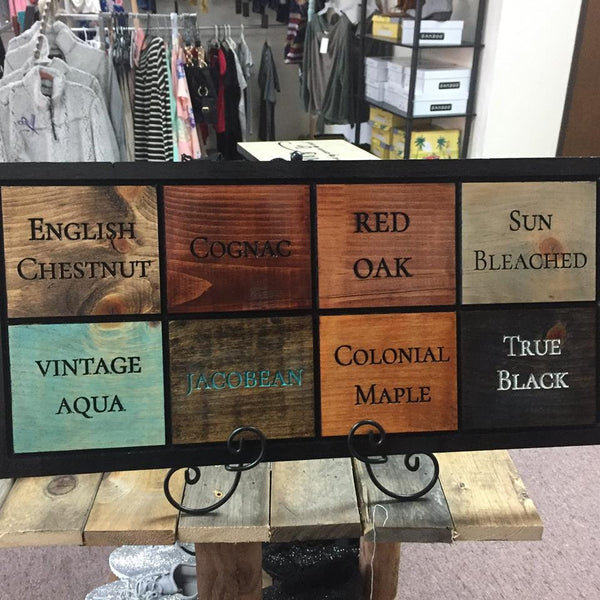 ENGLISH
CHESTNUT
COGNAC
RED
OAK
SUN
BLEACHED
VINTAGE
AQUA
JACOBEAN
COLONIAL
MAPLE
TRUE
BLACK